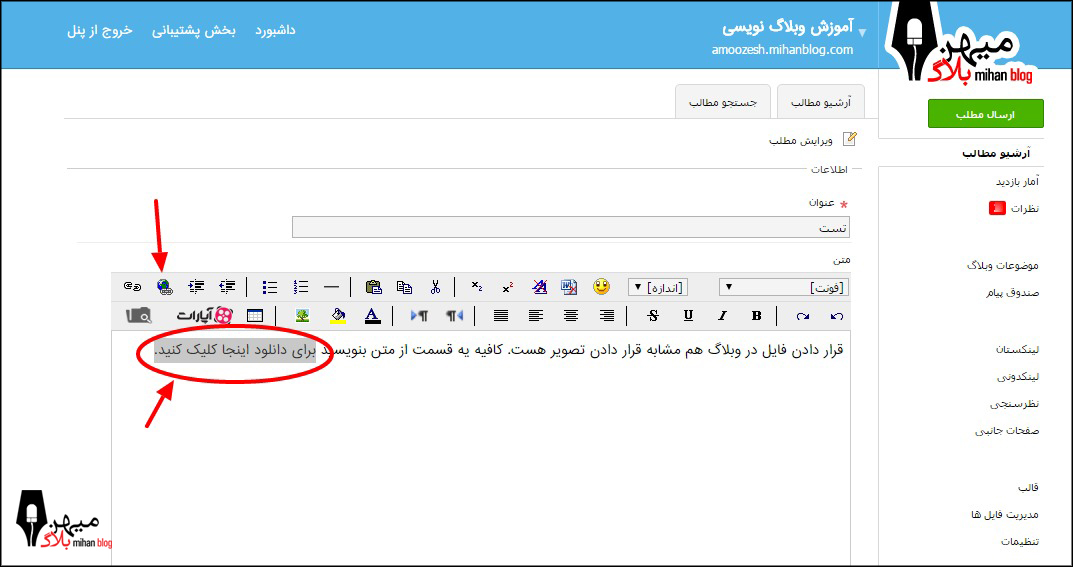 میهن بلاگ mihan blog
آموزش وبلاگ نویسی
amoozesh.mihanblog.com
داشبورد
بخش پشتیبانی
خروج از پنل
ارسال مطلب
آرشیو مطالب
آمار بازدید
نظرات
موضوعات وبلاگ
صندوق پیام
لینکستان
لینکدونی
نظرسنجی
صفحات جانبی
قالب
مدیریت فایل ها
تنظیمات
آرشیو مطالب
جستجو مطالب
ویرایش مطلب
اطلاعات
* عنوان
تست
متن
[فونت]
[اندازه]
آپارات
قرار دادن فایل در وبلاگ هم مشابه قرار دادن تصویر هست. کافیه یه قسمت از متن بنویسید برای دانلود اینجا کلیک کنید.
میهن بلاگ mihan blog